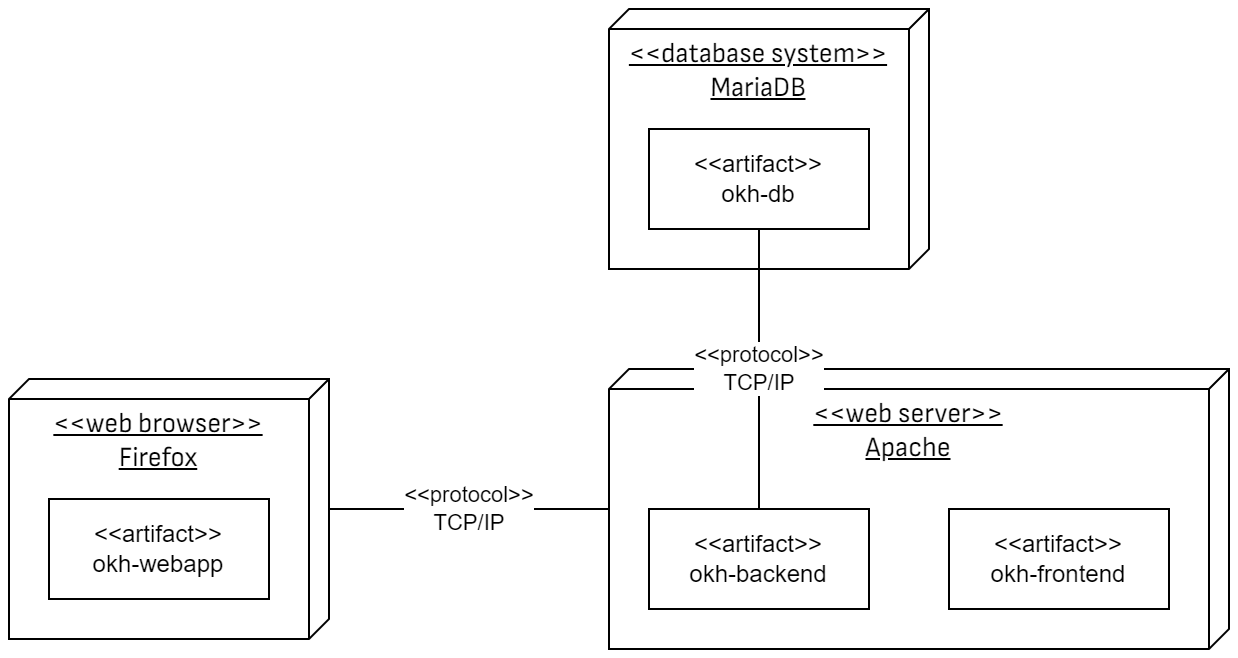 <<database system>>
MariaDB
<<artifact>>
okh-db
<<protocol>>
TCP/IP
<<web server>>
Apache
<<web browser>>
Firefox
<<protocol>>
TCP/IP
<<artifact>>
okh-webapp
<<artifact>>
okh-backend
<<artifact>>
okh-frontend